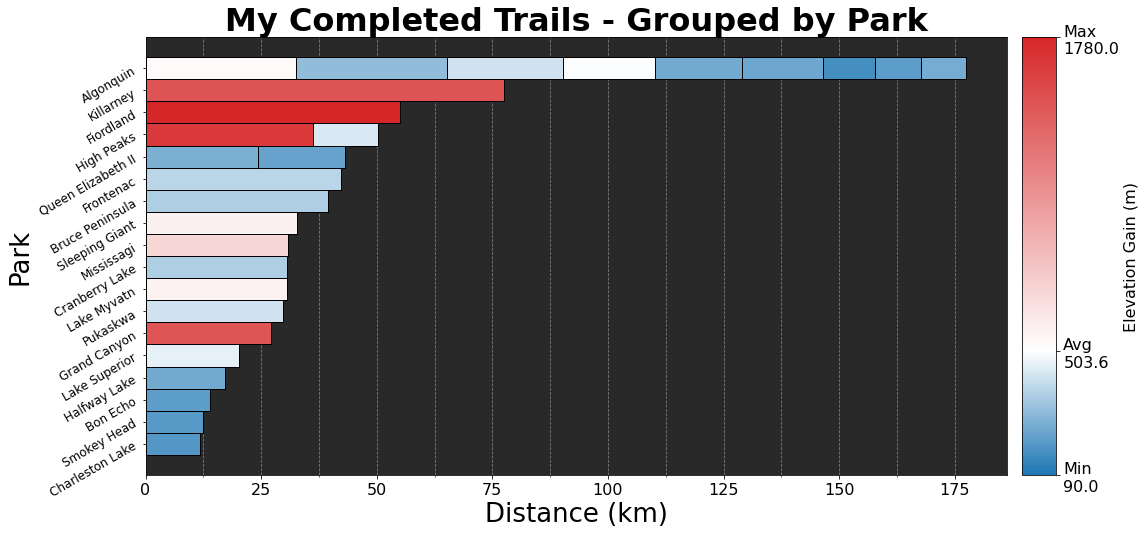 My Completed Trails - Grouped by Park
Park
Algonquin
Killarney
Fiordland
High Peaks
Queen Elizabeth II
Frontenac
Bruce Peninsula
Sleeping Giant
Mississagi
Cranberry Lake
Lake Myvatn
Pukaskwa
Grand Canyon
Lake Superior
Halfway Lake
Bon Echo
Smokey Head
Charleston Lake
0 25 50 75 100 125 150 175
Distance (km)
Max
1780.0
Avg
503.6
Min
90.0
Elevation Gain (m)